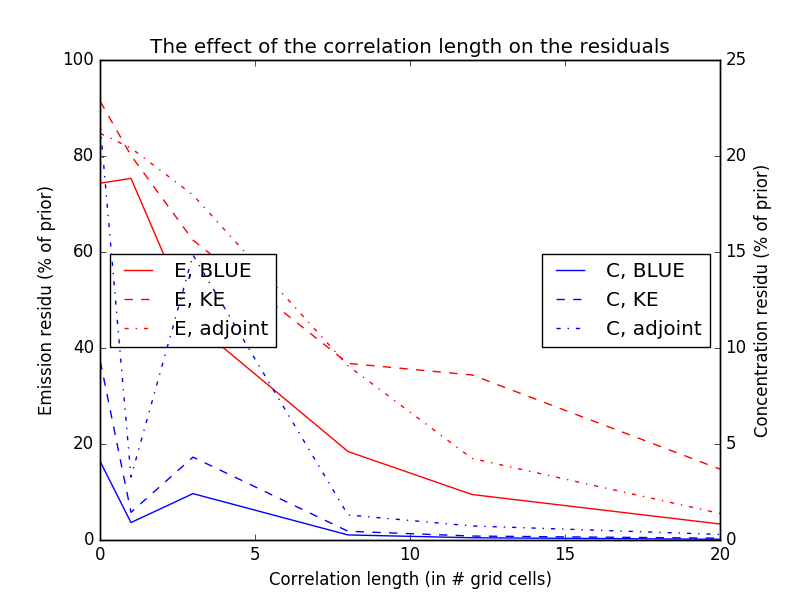 The effect of the correlation length on the residuals
100
80
60
40
20
0
25
20
15
10
5
0
Emission residu (% of prior)
Concentration residu (% of prior)
E, BLUE
E, KE
E, adjoint
C, BLUE
C, KE
C, adjoint
0 5 10 15 20
Correlation length (in # grid cells)